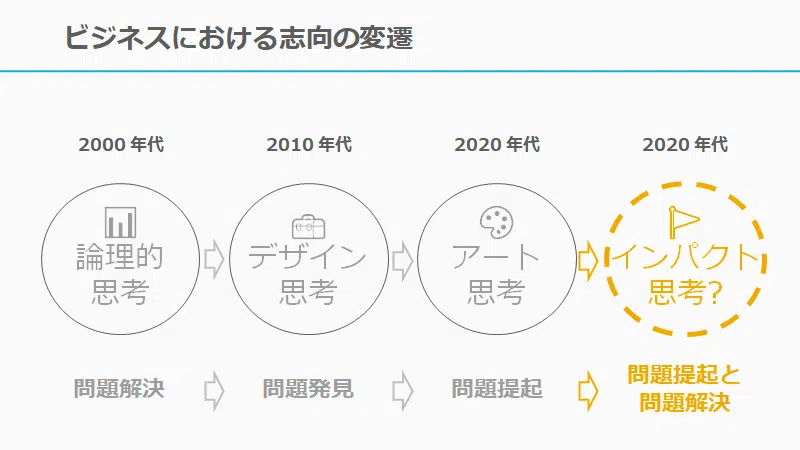 ビジネスにおける志向の変遷
2000 年代
2010 年代
2020 年代
2020 年代
論理的
思考
デザイン
思考
アート
思考
インパクト
思考?
問題解決
問題発見
問題提起
問題提起と
問題解決